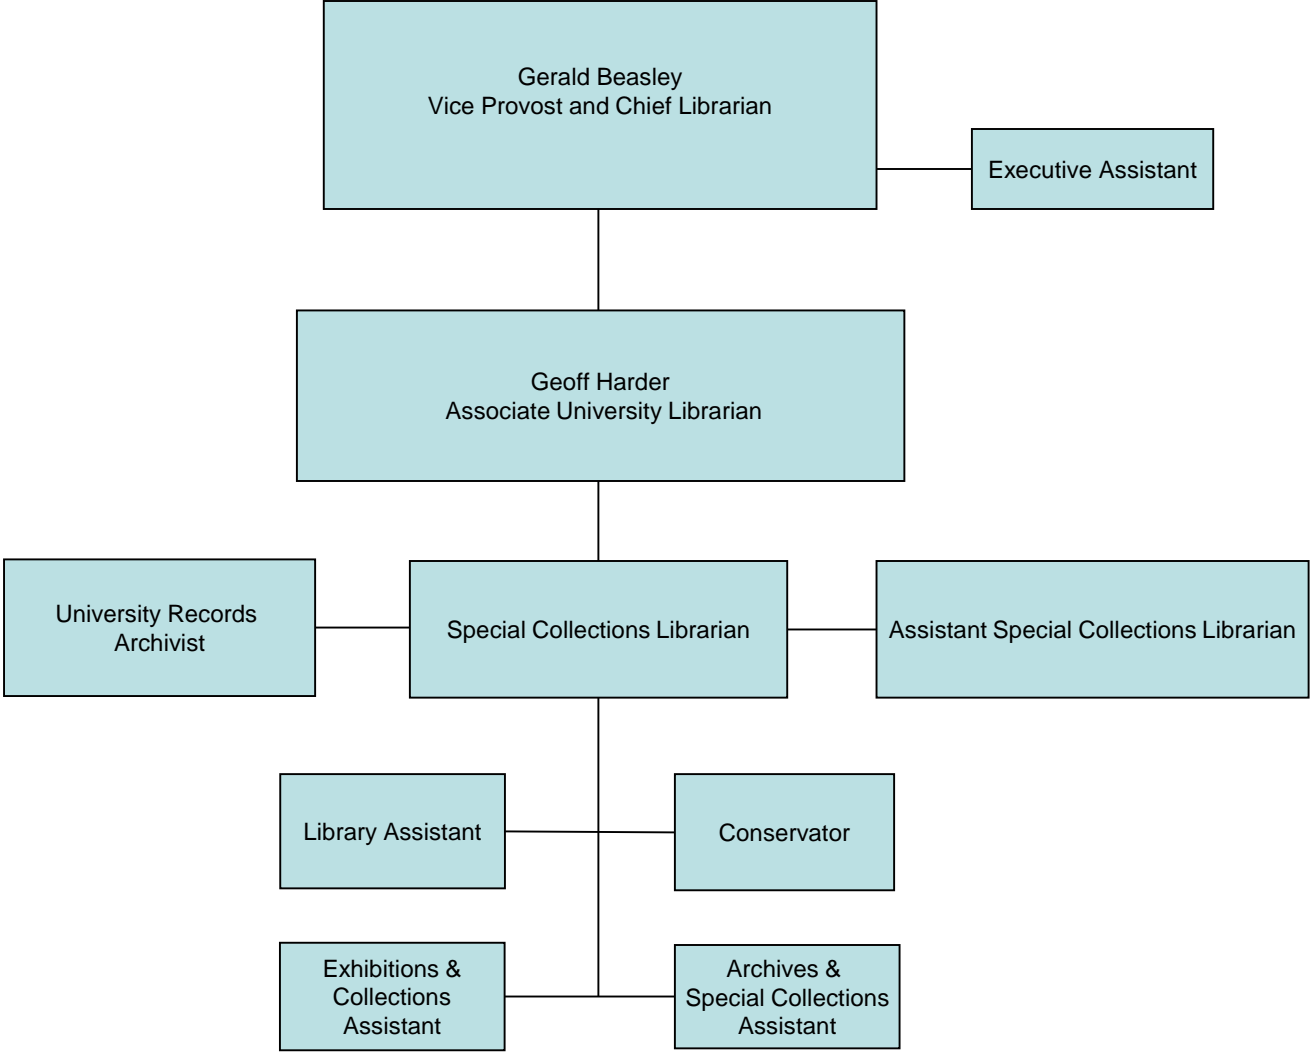 Gerald Beasley
Vice Provost and Chief Librarian
Executive Assistant
Geoff Harder
Associate University Librarian
University Records
Archivist
Special Collections Librarian
Assistant Special Collections Librarian
Library Assistant
Conservator
Exhibitions &
Collections
Assistant
Archives &
Special Collections
Assistant